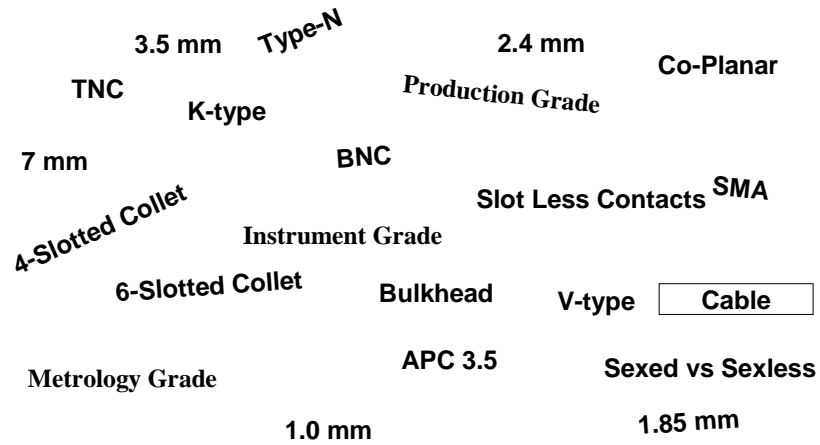 3.5 mm
Type-N
2.4 mm
Co-Planar
TNC
K-type
Production Grade
7 mm
BNC
Slot Less Contacts
SMA
4-Slotted Collet
Instrument Grade
6-Slotted Collet
Bulkhead
V-type
Cable
APC 3.5
Sexed vs Sexless
Metrology Grade
1.0 mm
1.85 mm